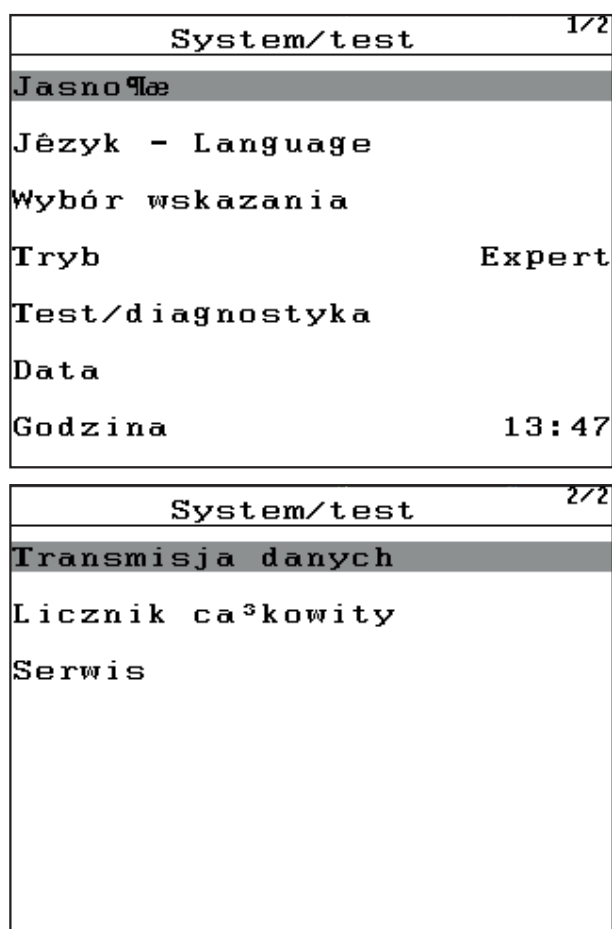 System/test 1/2
Jasno¶æ
Jêzyk - Language
Wybór wskazania
Tryb Expert
Test/diagnostyka
Data
Godzina 13:47
System/test 2/2
Transmisja danych
Licznik ca³kowity
Serwis